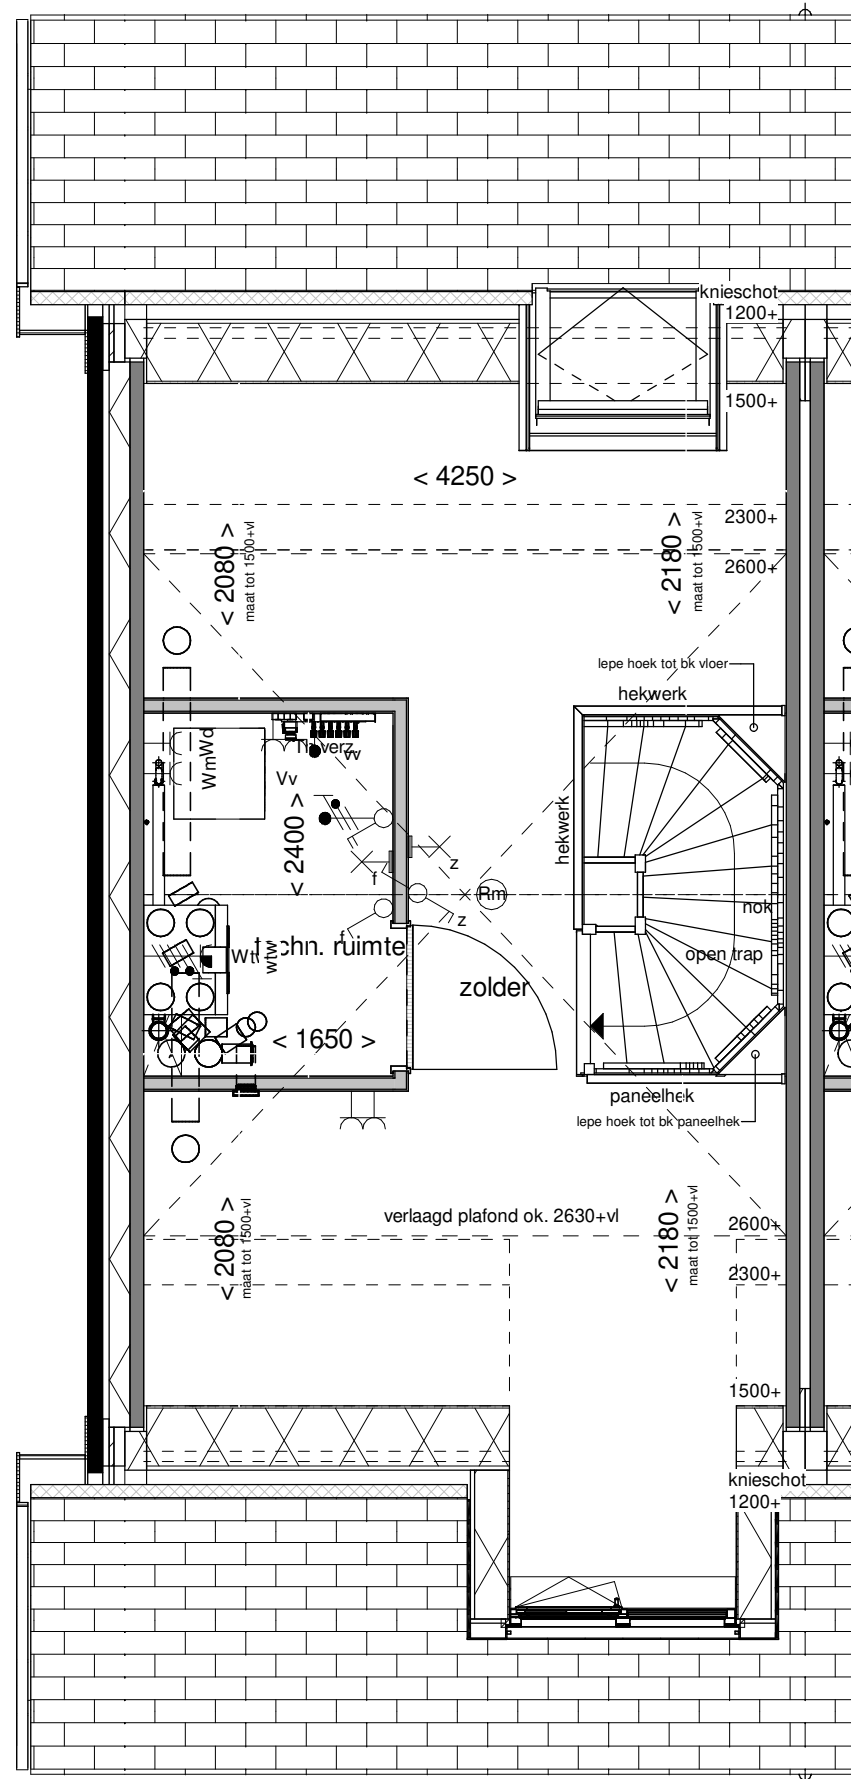 knieschot
1200+
1500+
< 4250 >
2300+
< 2080 >
maat tot 1500+vl
< 2180 >
maat tot 1500+vl
2600+
lepe hoek tot bk vloer
hekwerk
WmWd
Vv
vv
< 2400 >
hekwerk
z
f
Rm
z
f
nok
techn. ruimte
Wtw
wtw
open trap
zolder
< 1650 >
paneelhek
lepe hoek tot bk paneelhek
< 2080 >
maat tot 1500+vl
verlaagd plafond ok. 2630+vl
< 2180 >
maat tot 1500+vl
2600+
2300+
1500+
knieschot
1200+